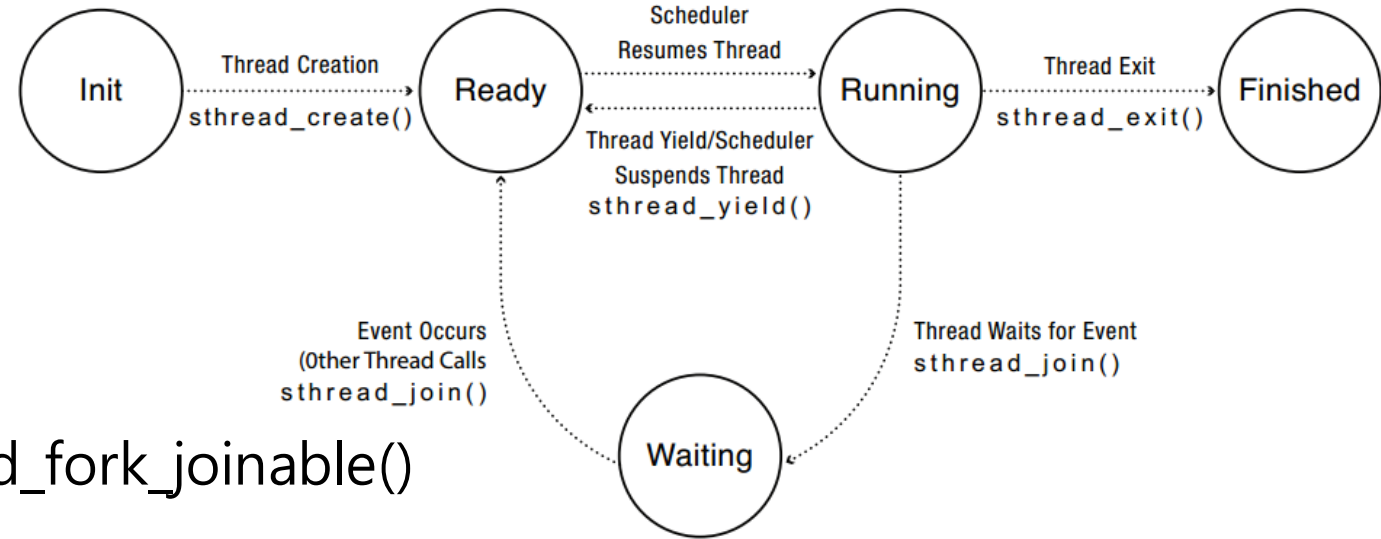 Init
Thread Creation
sthread_create()
Ready
Scheduler
Resumes Thread
Thread Yield/Scheduler
Suspends Thread
sthread_yield()
Running
Thread Exit
sthread_exit()
Finished
Event Occurs
(Other Thread Calls
sthread_join()
Thread Waits for Event
sthread_join()
Waiting
d_fork_joinable()